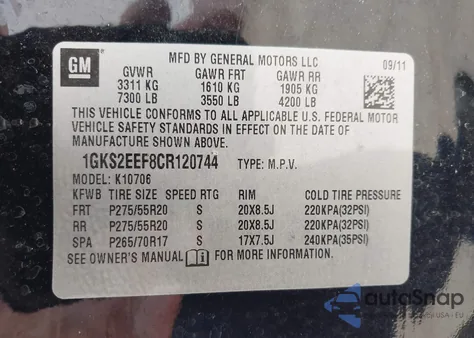 GM
MFD BY GENERAL MOTORS LLC
09/11
GVWR GAWR FRT GAWR RR
3311 KG 1610 KG 1905 KG
7300 LB 3550 LB 4200 LB
THIS VEHICLE CONFORMS TO ALL APPLICABLE U.S. FEDERAL MOTOR
VEHICLE SAFETY STANDARDS IN EFFECT ON THE DATE OF
MANUFACTURE SHOWN ABOVE.
1GKS2EEF8CR120744 TYPE: M.P.V.
MODEL: K10706
KFWB TIRE SIZE SPEED RTG RIM COLD TIRE PRESSURE
FRT P275/55R20 S 20X8.5J 220KPA(32PSI)
RR P275/55R20 S 20X8.5J 220KPA(32PSI)
SPA P265/70R17 S 17X7.5J 240KPA(35PSI)
SEE OWNER'S MANUAL i FOR MORE INFORMATION.
autoSnap